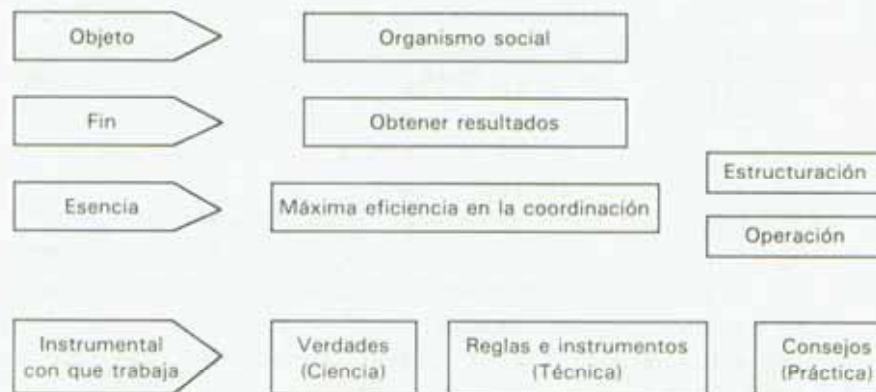 Objeto
Organismo social
Fin
Obtener resultados
Esencia
Máxima eficiencia en la coordinación
Estructuración
Operación
Instrumental
con que trabaja
Verdades
(Ciencia)
Reglas e instrumentos
(Técnica)
Consejos
(Práctica)